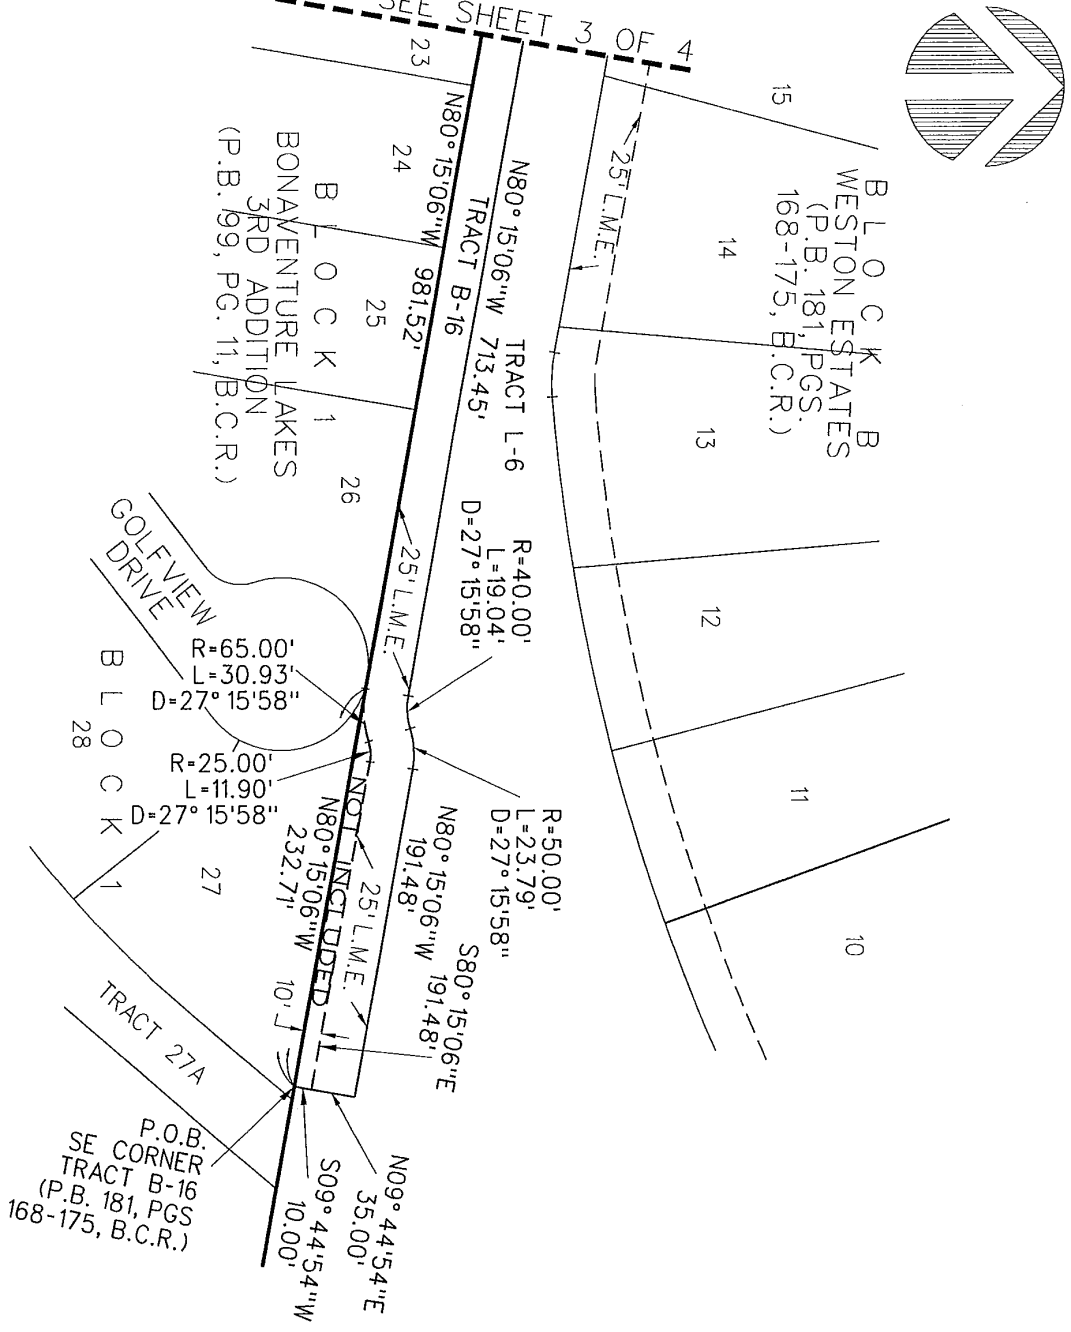 SEE SHEET 3 OF 4
15
14
13
12
11
10
BLOCK B
WESTON ESTATES
(P.B. 181, PGS.
168-175, B.C.R.)
25' L.M.E.
TRACT L-6
N80°15'06"W 713.45'
TRACT B-16
N80°15'06"W 981.52'
23
24
25
26
BLOCK 1
BONAVENTURE LAKES
3RD ADDITION
(P.B. 99, PG. 11, B.C.R.)
R=40.00'
L=19.04'
D=27°15'58"
25' L.M.E.
GOLFVIEW
DRIVE
R=65.00'
L=30.93'
D=27°15'58"
R=25.00'
L=11.90'
D=27°15'58"
R=50.00'
L=23.79'
D=27°15'58"
BLOCK 1
28
27
N80°15'06"W
191.48'
S80°15'06"E
191.48'
25' L.M.E.
NOT INCLUDED
N80°15'06"W
232.71'
10'
TRACT 27A
N09°44'54"E
35.00'
S09°44'54"W
10.00'
P.O.B.
SE CORNER
TRACT B-16
(P.B. 181, PGS
168-175, B.C.R.)